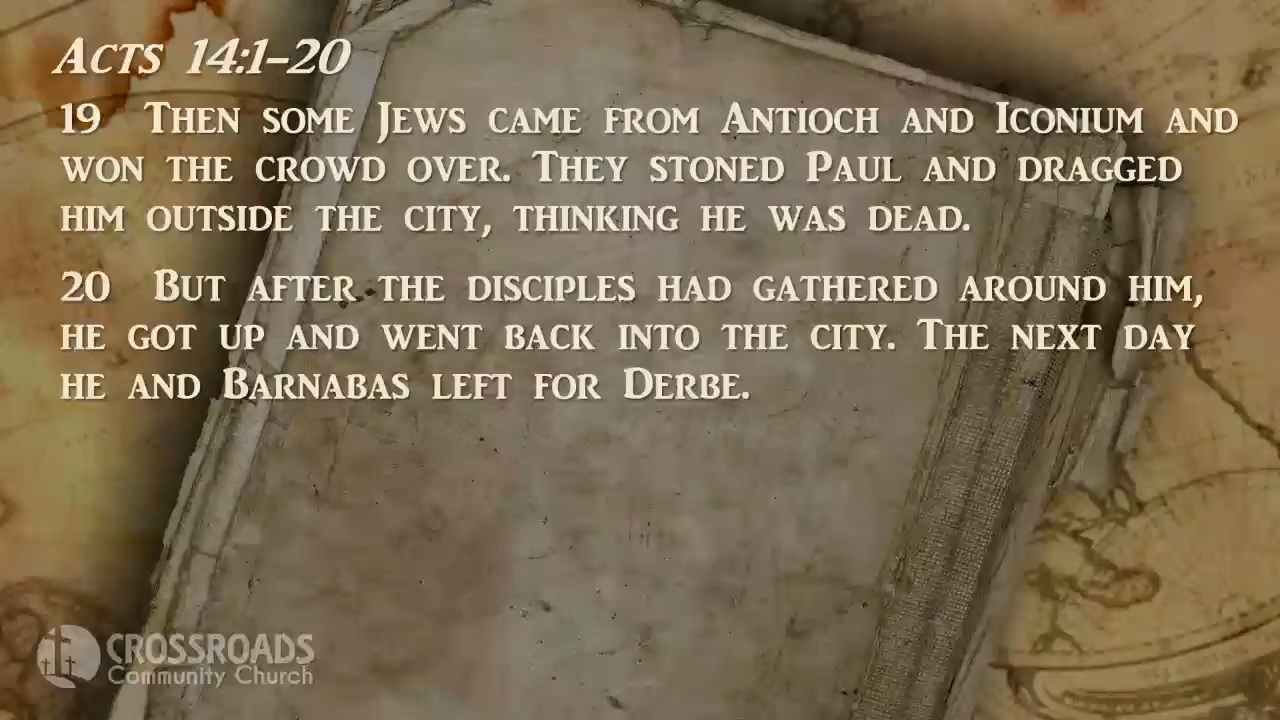 Acts 14:1-20
19 Then some Jews came from Antioch and Iconium and
won the crowd over. They stoned Paul and dragged
him outside the city, thinking he was dead.
20 But after the disciples had gathered around him,
he got up and went back into the city. The next day
he and Barnabas left for Derbe.
CROSSROADS
Community Church